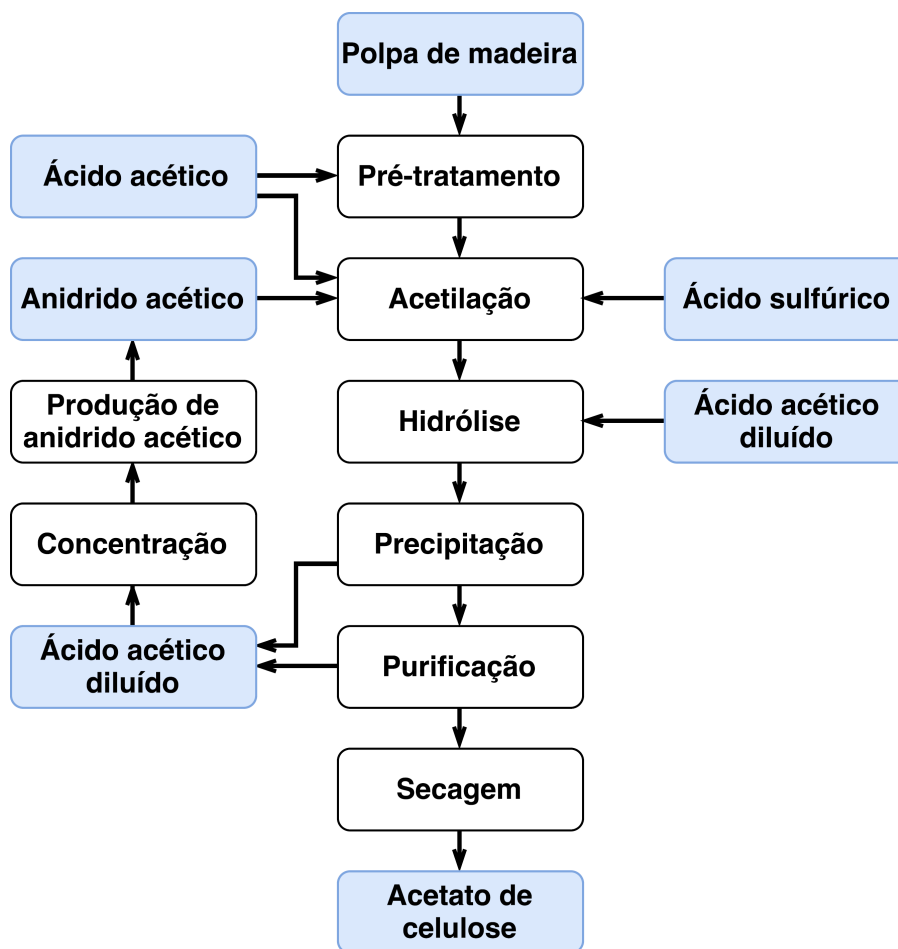 Polpa de madeira
Ácido acético
Pré-tratamento
Anidrido acético
Acetilação
Ácido sulfúrico
Produção de
anidrido acético
Hidrólise
Ácido acético
diluído
Concentração
Precipitação
Ácido acético
diluído
Purificação
Secagem
Acetato de
celulose